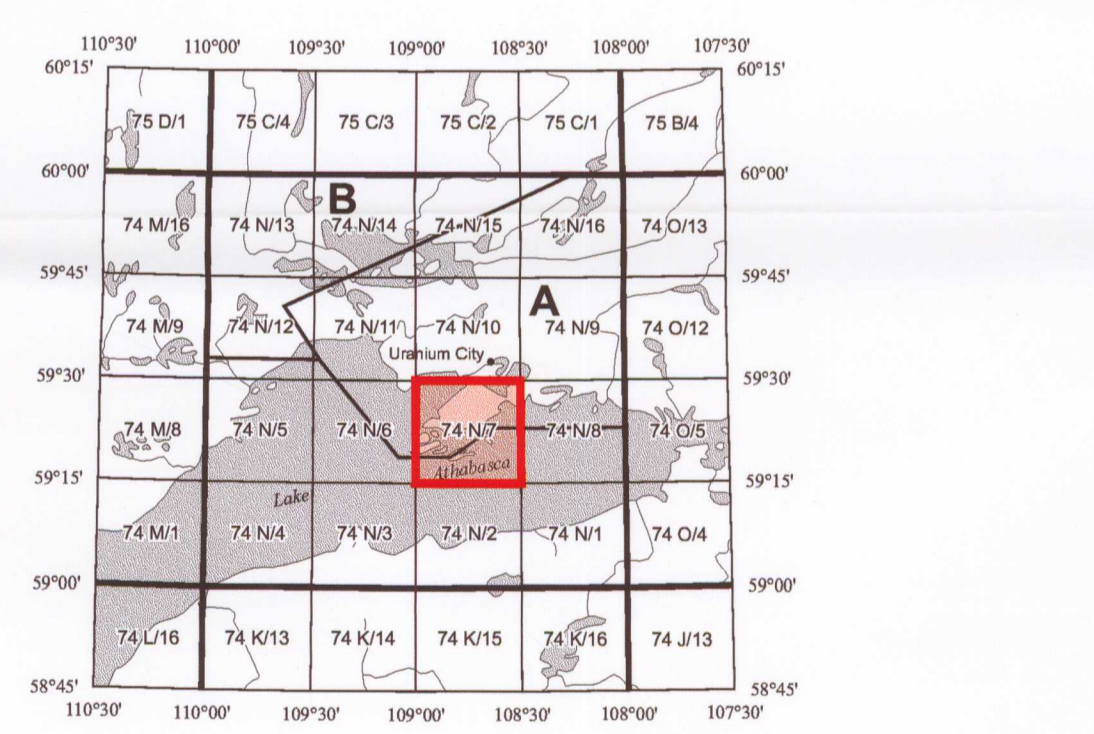 110°30' 110°00' 109°30' 109°00' 108°30' 108°00' 107°30'
60°15' 60°15'
75 D/1 75 C/4 75 C/3 75 C/2 75 C/1 75 B/4
60°00' 60°00'
B
74 M/16 74 N/13 74 N/14 74 N/15 74 N/16 74 O/13
59°45' 59°45'
A
74 M/9 74 N/12 74 N/11 74 N/10 74 N/9 74 O/12
Uranium City
59°30' 59°30'
74 M/8 74 N/5 74 N/6 74 N/7 74 N/8 74 O/5
Athabasca
59°15' 59°15'
Lake
74 M/1 74 N/4 74 N/3 74 N/2 74 N/1 74 O/4
59°00' 59°00'
74 L/16 74 K/13 74 K/14 74 K/15 74 K/16 74 J/13
58°45' 58°45'
110°30' 110°00' 109°30' 109°00' 108°30' 108°00' 107°30'